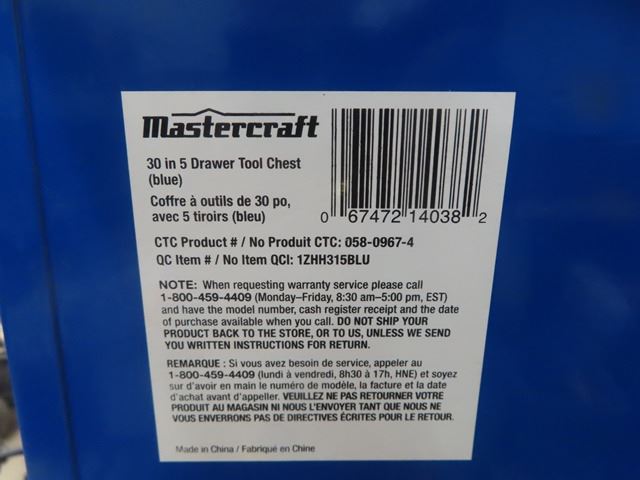 Mastercraft
30 in 5 Drawer Tool Chest
(blue)
Coffre à outils de 30 po,
avec 5 tiroirs (bleu)
0 67472 14038 2
CTC Product # / No Produit CTC: 058-0967-4
QC Item # / No Item QCI: 1ZHH315BLU
NOTE: When requesting warranty service please call
1-800-459-4409 (Monday–Friday, 8:30 am–5:00 pm, EST)
and have the model number, cash register receipt and the date
of purchase available when you call. DO NOT SHIP YOUR
PRODUCT BACK TO THE STORE, OR TO US, UNLESS WE SEND
YOU WRITTEN INSTRUCTIONS FOR RETURN.
REMARQUE : Si vous avez besoin de service, appeler au
1-800-459-4409 (lundi à vendredi, 8h30 à 17h, HNE) et soyez
sur d'avoir en main le numéro de modèle, la facture et la date
d'achat avant d'appeller. VEUILLEZ NE PAS RETOURNER VOTRE
PRODUIT AU MAGASIN NI NOUS L'ENVOYER TANT QUE NOUS NE
VOUS ENVERRONS PAS DE DIRECTIVES ÉCRITES POUR LE RETOUR.
Made in China / Fabriqué en Chine